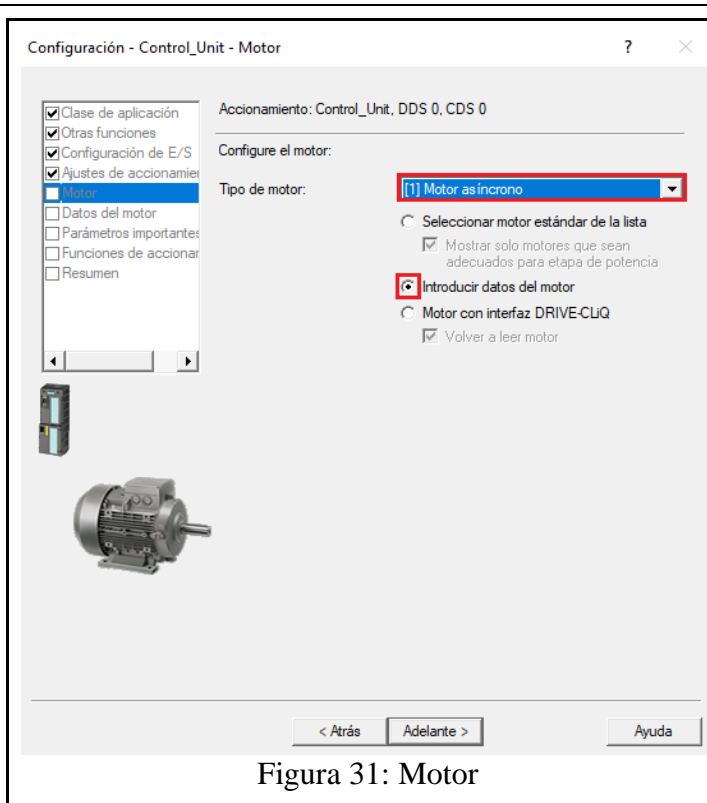 Configuración - Control_Unit - Motor ?
Clase de aplicación
Otras funciones
Configuración de E/S
Ajustes de accionamier
Motor
Datos del motor
Parámetros importantes
Funciones de accionar
Resumen
Accionamiento: Control_Unit, DDS 0, CDS 0
Configure el motor:
Tipo de motor: [1] Motor asíncrono
Seleccionar motor estándar de la lista
Mostrar solo motores que sean
adecuados para etapa de potencia
Introducir datos del motor
Motor con interfaz DRIVE-CLiQ
Volver a leer motor
< Atrás Adelante > Ayuda
Figura 31: Motor